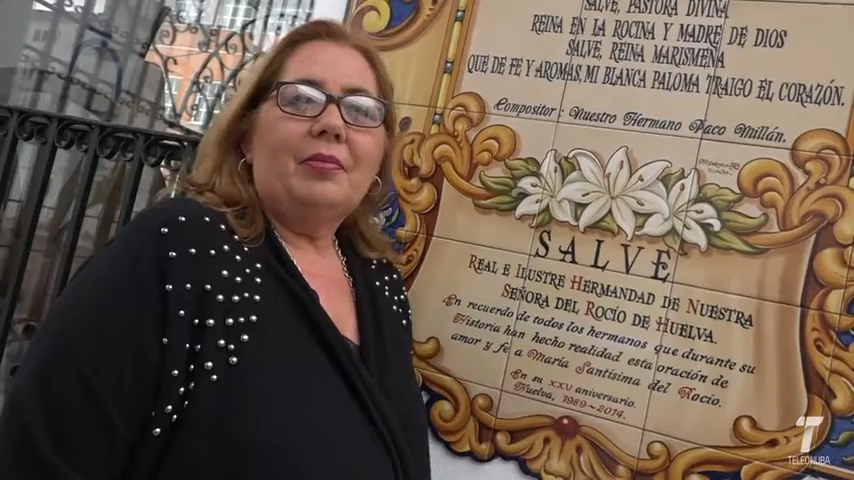 SALVE, PASTORA DIVINA
REINA EN LA ROCINA Y MADRE DE DIOS
SALVE, REINA MARISMEÑA
QUE DE FE Y AROMAS, MI BLANCA PALOMA TRAIGO EL CORAZÓN.
Compositor: Nuestro Hermano Paco Millán.
SALVE
REAL E ILUSTRE HERMANDAD DE NUESTRA
SEÑORA DEL ROCÍO DE HUELVA.
En recuerdo de todos los hermanos que durante su
Historia han hecho realidad esta oración de
amor y fe a María Santísima del Rocío.
En su XXV aniversario.
Huelva, 1989-2014.
T
TELEONUBA